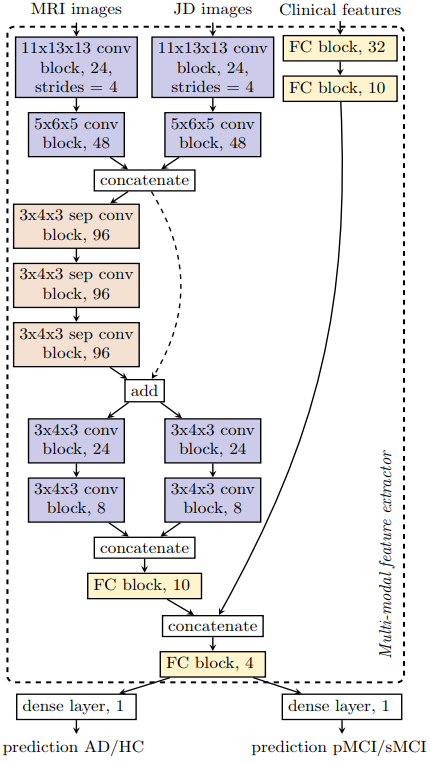 MRI images
JD images
Clinical features
11x13x13 conv
block, 24,
strides = 4
11x13x13 conv
block, 24,
strides = 4
FC block, 32
FC block, 10
5x6x5 conv
block, 48
5x6x5 conv
block, 48
concatenate
3x4x3 sep conv
block, 96
3x4x3 sep conv
block, 96
3x4x3 sep conv
block, 96
add
3x4x3 conv
block, 24
3x4x3 conv
block, 24
3x4x3 conv
block, 8
3x4x3 conv
block, 8
concatenate
FC block, 10
concatenate
FC block, 4
Multi-modal feature extractor
dense layer, 1
dense layer, 1
prediction AD/HC
prediction pMCI/sMCI